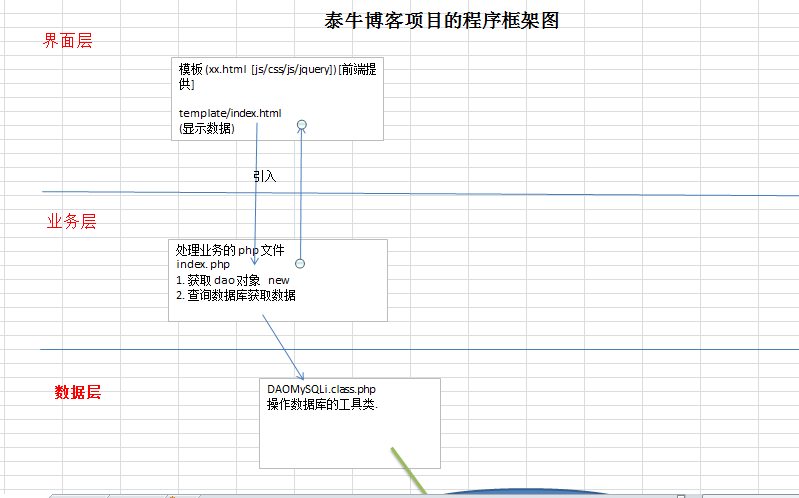 泰牛博客项目的程序框架图
界面层
模板 (xx.html [js/css/js/jquery]) [前端提
供]
template/index.html
(显示数据)
引入
业务层
处理业务的 php 文件
index. php
1. 获取 dao 对象 new
2. 查询数据库获取数据
数据层
DAOMySQLi.class.php
操作数据库的工具类.